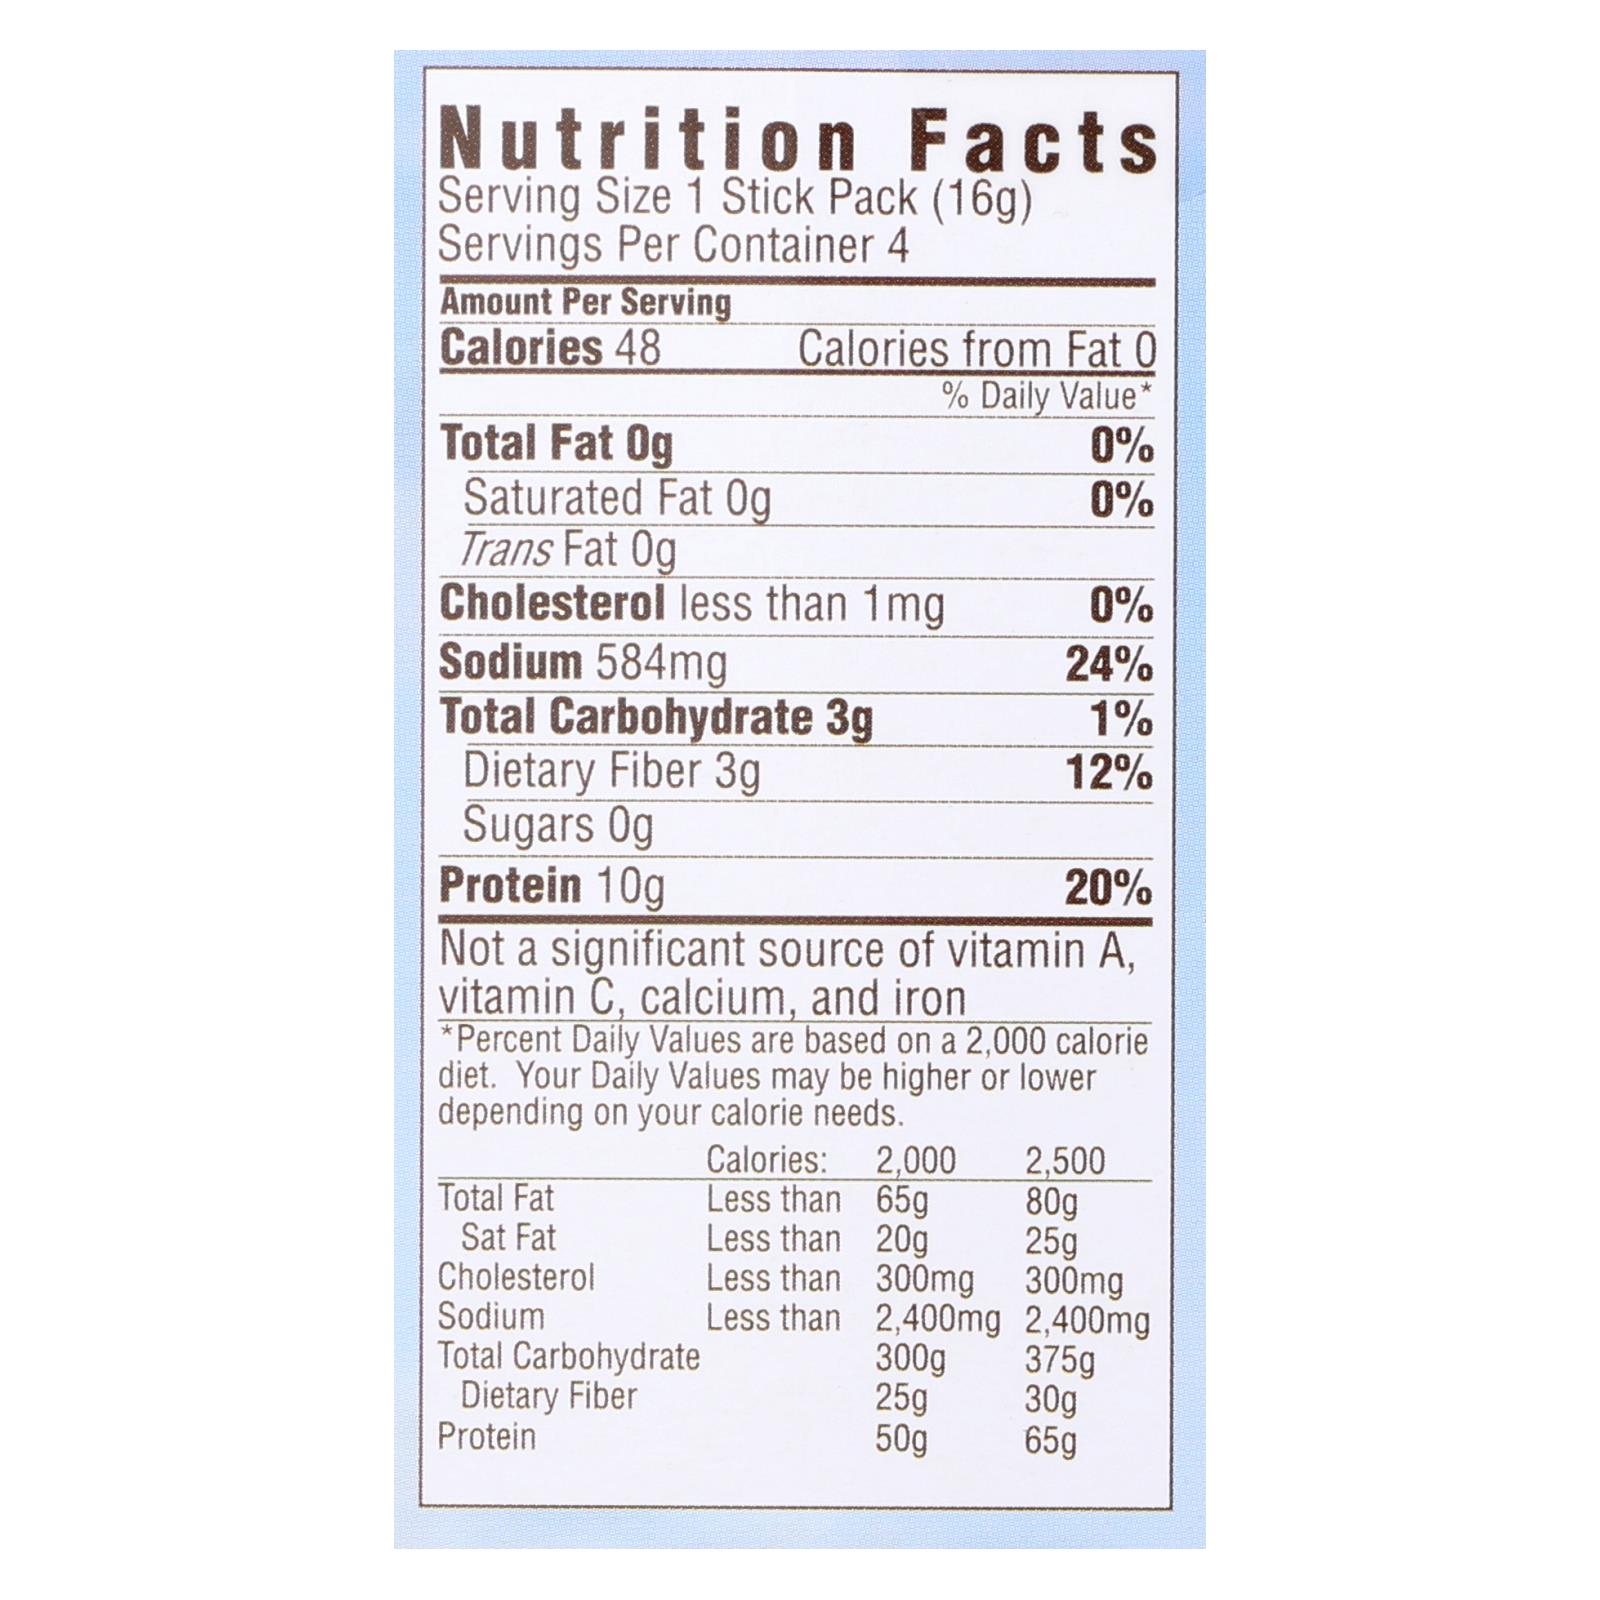 Nutrition Facts
Serving Size 1 Stick Pack (16g)
Servings Per Container 4
Amount Per Serving
Calories 48 Calories from Fat 0
% Daily Value*
Total Fat 0g 0%
Saturated Fat 0g 0%
Trans Fat 0g
Cholesterol less than 1mg 0%
Sodium 584mg 24%
Total Carbohydrate 3g 1%
Dietary Fiber 3g 12%
Sugars 0g
Protein 10g 20%
Not a significant source of vitamin A,
vitamin C, calcium, and iron
*Percent Daily Values are based on a 2,000 calorie
diet. Your Daily Values may be higher or lower
depending on your calorie needs.
Calories: 2,000 2,500
Total Fat Less than 65g 80g
Sat Fat Less than 20g 25g
Cholesterol Less than 300mg 300mg
Sodium Less than 2,400mg 2,400mg
Total Carbohydrate 300g 375g
Dietary Fiber 25g 30g
Protein 50g 65g